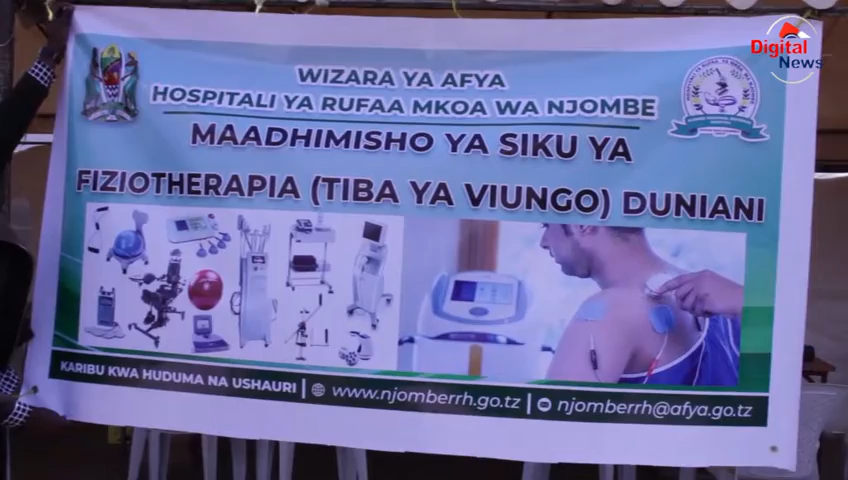 Digital
News
WIZARA YA AFYA
HOSPITALI YA RUFAA MKOA WA NJOMBE
MAADHIMISHO YA SIKU YA
FIZIOTHERAPIA (TIBA YA VIUNGO) DUNIANI
KARIBU KWA HUDUMA NA USHAURI | www.njomberrh.go.tz | njomberrh@afya.go.tz